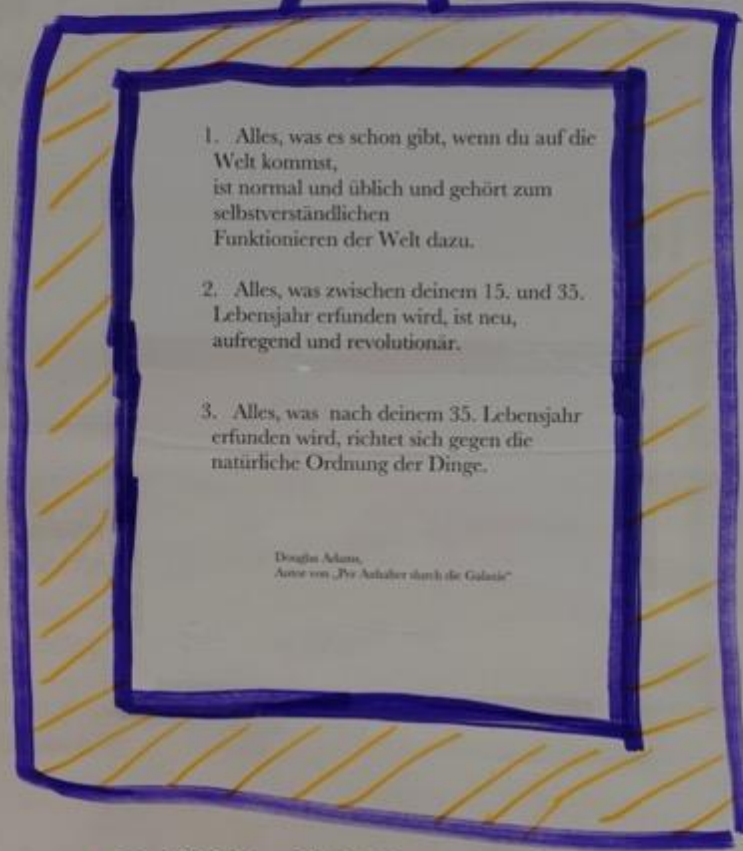 1. Alles, was es schon gibt, wenn du auf die
Welt kommst,
ist normal und üblich und gehört zum
selbstverständlichen
Funktionieren der Welt dazu.
2. Alles, was zwischen deinem 15. und 35.
Lebensjahr erfunden wird, ist neu,
aufregend und revolutionär.
3. Alles, was nach deinem 35. Lebensjahr
erfunden wird, richtet sich gegen die
natürliche Ordnung der Dinge.
Douglas Adams,
Autor von „Per Anhalter durch die Galaxis“